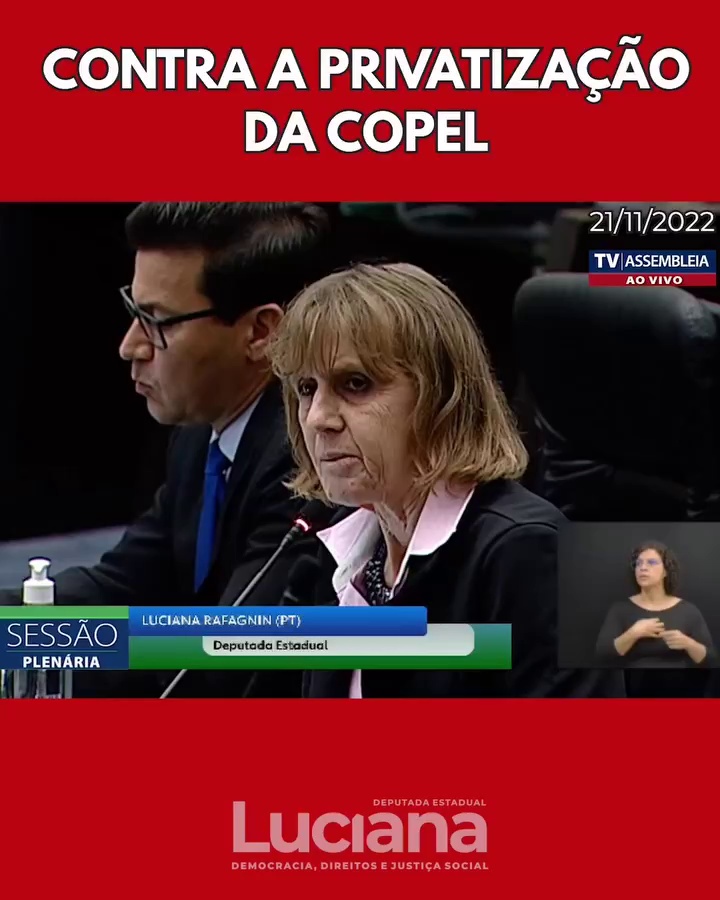 CONTRA A PRIVATIZAÇÃO
DA COPEL
21/11/2022
TV ASSEMBLEIA
AO VIVO
LUCIANA RAFAGNIN (PT)
Deputada Estadual
SESSÃO
PLENÁRIA
DEPUTADA ESTADUAL
Luciana
DEMOCRACIA, DIREITOS E JUSTIÇA SOCIAL